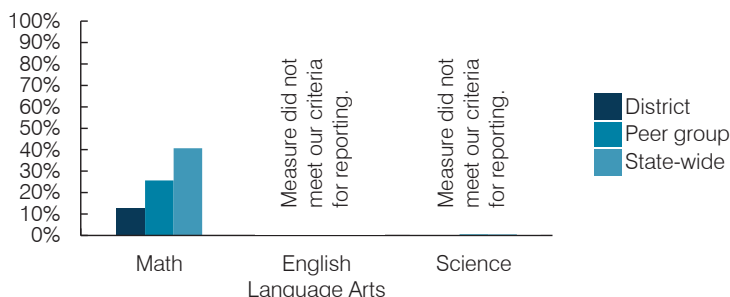 100%
90%
80%
70%
60%
50%
40%
30%
20%
10%
0%
Measure did not
meet our criteria
for reporting.
Measure did not
meet our criteria
for reporting.
District
Peer group
State-wide
Math
English
Language Arts
Science